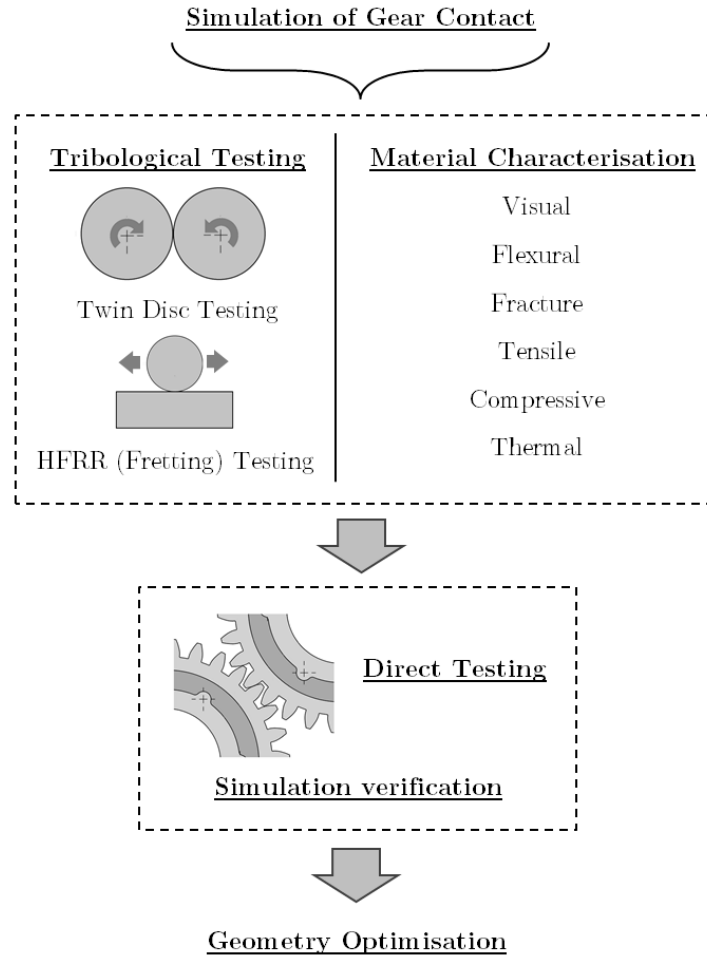 Simulation of Gear Contact
Tribological Testing
Twin Disc Testing
HFRR (Fretting) Testing
Material Characterisation
Visual
Flexural
Fracture
Tensile
Compressive
Thermal
Direct Testing
Simulation verification
Geometry Optimisation